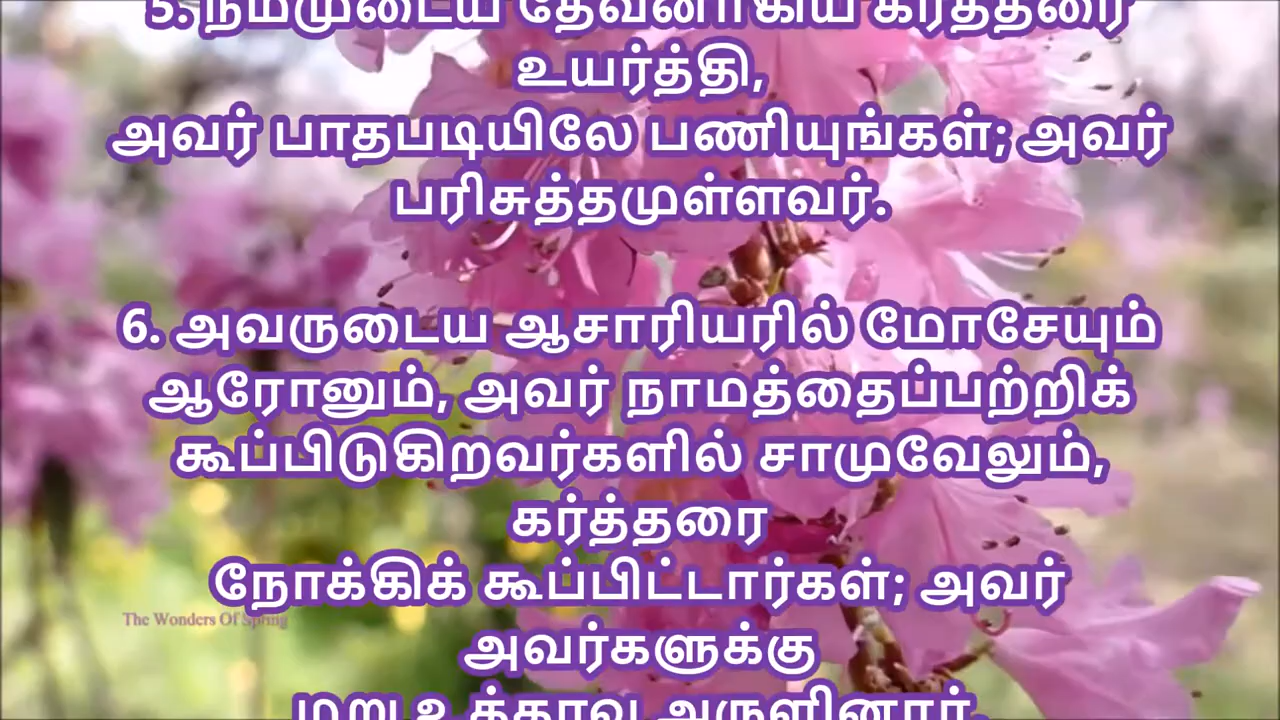 5. நம்முடைய தேவனாகிய கர்த்தரை
உயர்த்தி,
அவர் பாதபடியிலே பணியுங்கள்; அவர்
பரிசுத்தமுள்ளவர்.
6. அவருடைய ஆசாரியரில் மோசேயும்
ஆரோனும், அவர் நாமத்தைப்பற்றிக்
கூப்பிடுகிறவர்களில் சாமுவேலும்,
கர்த்தரை
நோக்கிக் கூப்பிட்டார்கள்; அவர்
The Wonders Of Spring
அவர்களுக்கு
மறு உத்தரவு அருளினார்.